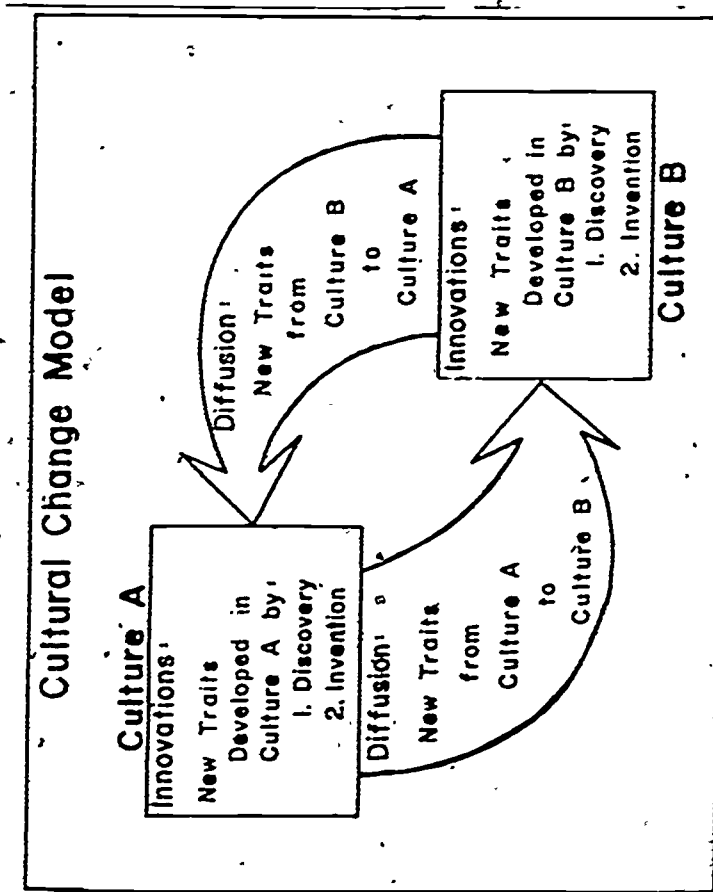 Cultural Change Model
Culture A
Innovations:
New Traits
Developed in
Culture A by:
1. Discovery
2. Invention
Diffusion:
New Traits
from
Culture A
to
Culture B
Diffusion:
New Traits
from
Culture B
to
Culture A
Innovations:
New Traits
Developed in
Culture B by:
1. Discovery
2. Invention
Culture B